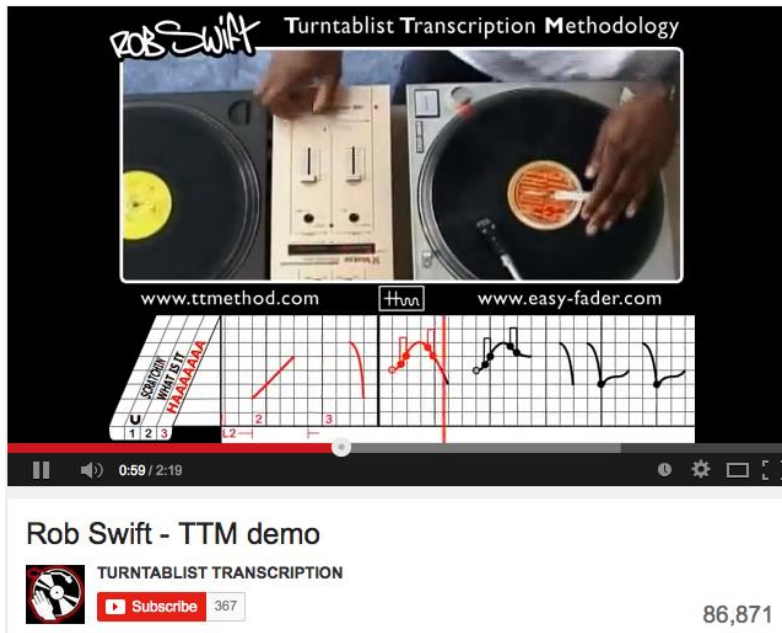 ROB SWIFT
Turntablist Transcription Methodology
www.ttmethod.com
www.easy-fader.com
SCRATCHIN
WHAT IS IT
HAAAAAAA
U
1 2 3
2 3
L2
0:59 / 2:19
Rob Swift - TTM demo
TURNTABLIST TRANSCRIPTION
Subscribe 367
86,871